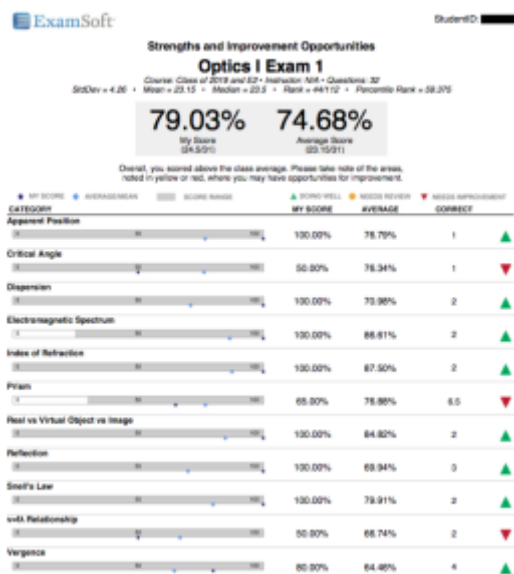 ExamSoft
StudentID:
Strengths and Improvement Opportunities
Optics I Exam 1
Course: Class of 2019 and S2 • Instructor: N/A • Questions: 32
StdDev = 4.26 • Mean = 23.15 • Median = 23.5 • Rank = 44/112 • Percentile Rank =
79.03% 74.68%
My Score Average Score
(24.5/31) (23.15/31)
Overall, you scored above the class average. Please take note of the areas,
noted in yellow or red, where you may have opportunities for improvement.
MY SCORE AVERAGE/MEAN SCORE RANGE DOING WELL NEEDS REVIEW NEEDS IMPROVEMENT
CATEGORY MY SCORE AVERAGE CORRECT
Apparent Position
100.00% 76.79% 1
Critical Angle
50.00% 76.34% 1
Dispersion
100.00% 70.98% 2
Electromagnetic Spectrum
100.00% 86.61% 2
Index of Refraction
100.00% 87.50% 2
Prism
65.00% 76.88% 6.5
Real vs Virtual Object vs Image
100.00% 84.82% 2
Reflection
100.00% 69.94% 3
Snell's Law
100.00% 79.91% 2
Relationship
50.00% 66.74% 2
Vergence
80.00% 64.46% 4